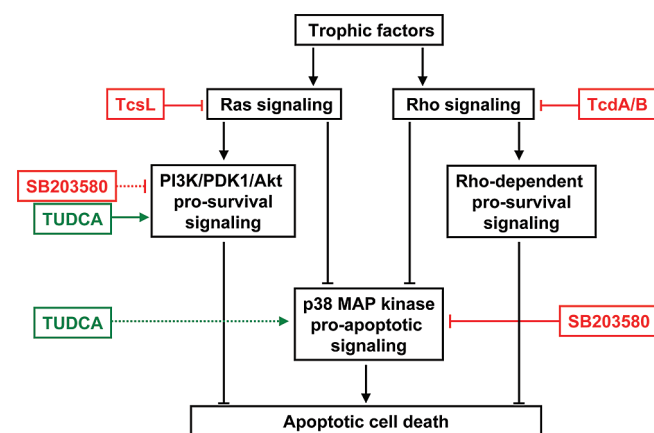 Trophic factors
TcsL
Ras signaling
Rho signaling
TcdA/B
SB203580
TUDCA
PI3K/PDK1/Akt
pro-survival
signaling
Rho-dependent
pro-survival
signaling
TUDCA
p38 MAP kinase
pro-apoptotic
signaling
SB203580
Apoptotic cell death